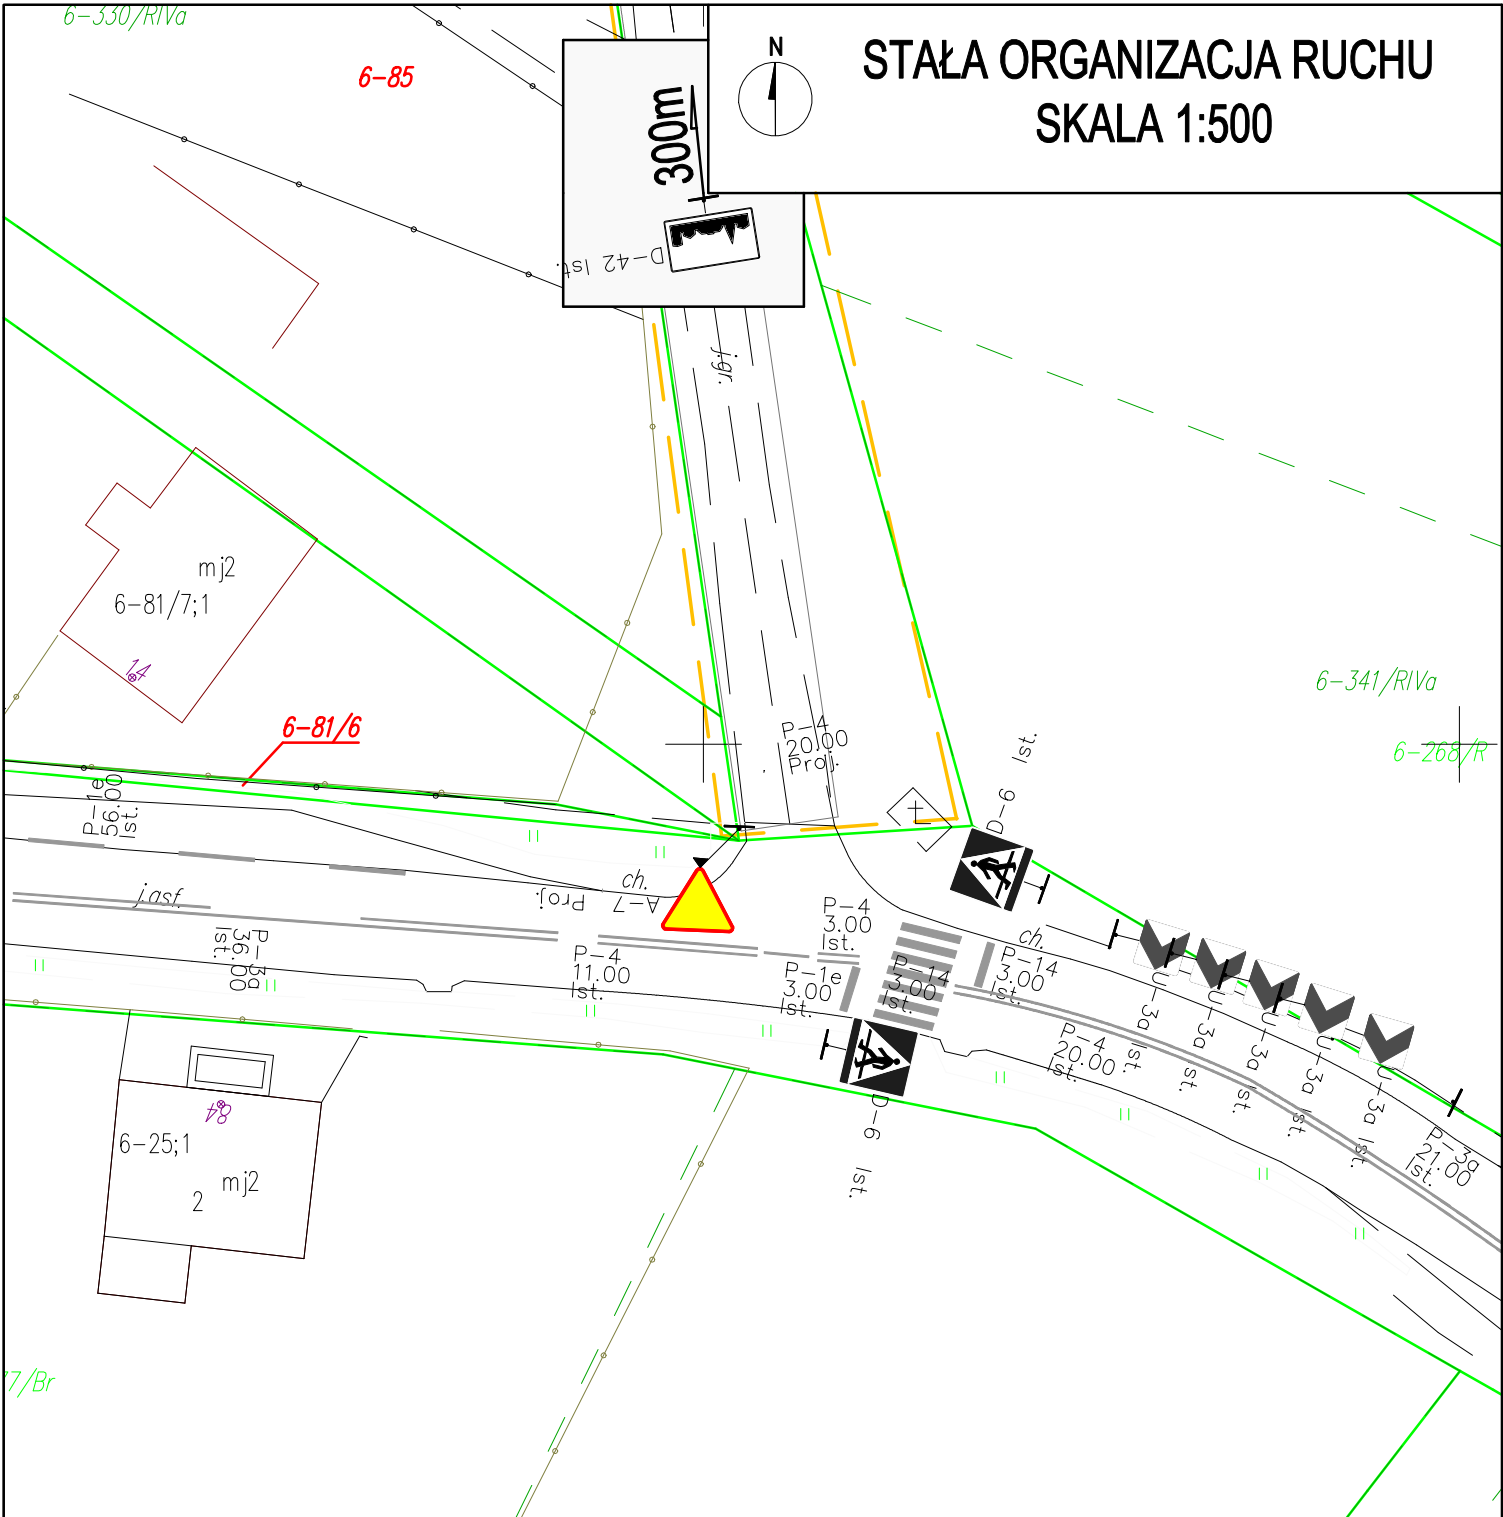 6-330/RIVa
6-85
N
STAŁA ORGANIZACJA RUCHU
SKALA 1:500
300m
D-42 Ist.
j.gr.
mj2
6-81/7;1
14
6-81/6
6-341/RIVa
6-268/R
P-4
20.00
Proj.
D-6 Ist.
P-1e
56.00
Ist.
j.asf.
ch.
A-7 Proj.
P-4
3.00
Ist.
ch.
P-3a
36.00
Ist.
P-4
11.00
Ist.
P-1e
3.00
Ist.
P-14
3.00
Ist.
P-14
3.00
Ist.
P-4
20.00
Ist.
U-3a Ist.
U-3a Ist.
U-3a Ist.
U-3a Ist.
U-3a Ist.
P-3a
21.00
Ist.
D-6 Ist.
84
6-25;1
mj2
2
77/Br